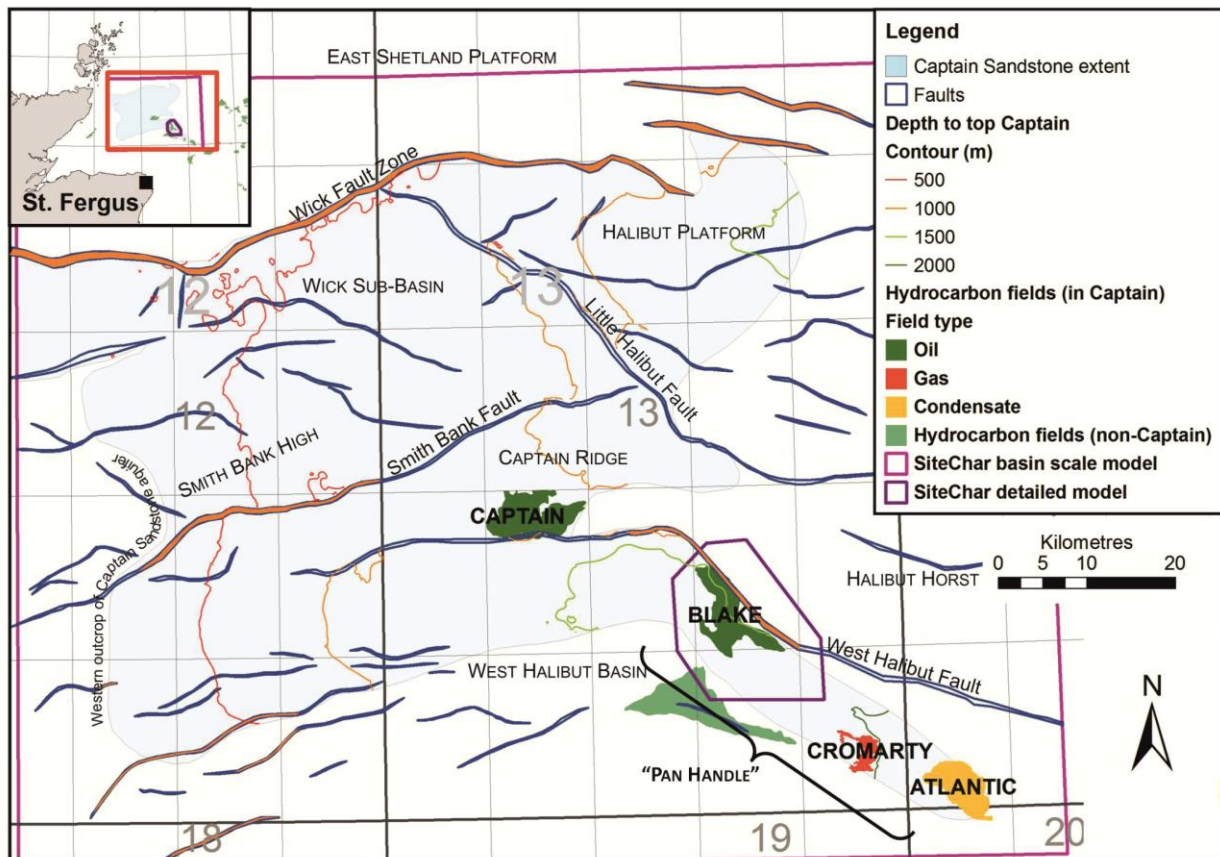 St. Fergus
EAST SHETLAND PLATFORM
Wick Fault Zone
HALIBUT PLATFORM
12
WICK SUB-BASIN
13
Little Halibut Fault
12
13
Smith Bank Fault
SMITH BANK HIGH
CAPTAIN RIDGE
Western outcrop of Captain Sandstone aquifer
CAPTAIN
HALIBUT HORST
BLAKE
WEST HALIBUT BASIN
West Halibut Fault
"PAN HANDLE"
CROMARTY
ATLANTIC
18
19
20
Legend
Captain Sandstone extent
Faults
Depth to top Captain
Contour (m)
500
1000
1500
2000
Hydrocarbon fields (in Captain)
Field type
Oil
Gas
Condensate
Hydrocarbon fields (non-Captain)
SiteChar basin scale model
SiteChar detailed model
Kilometres
0 5 10 20
N